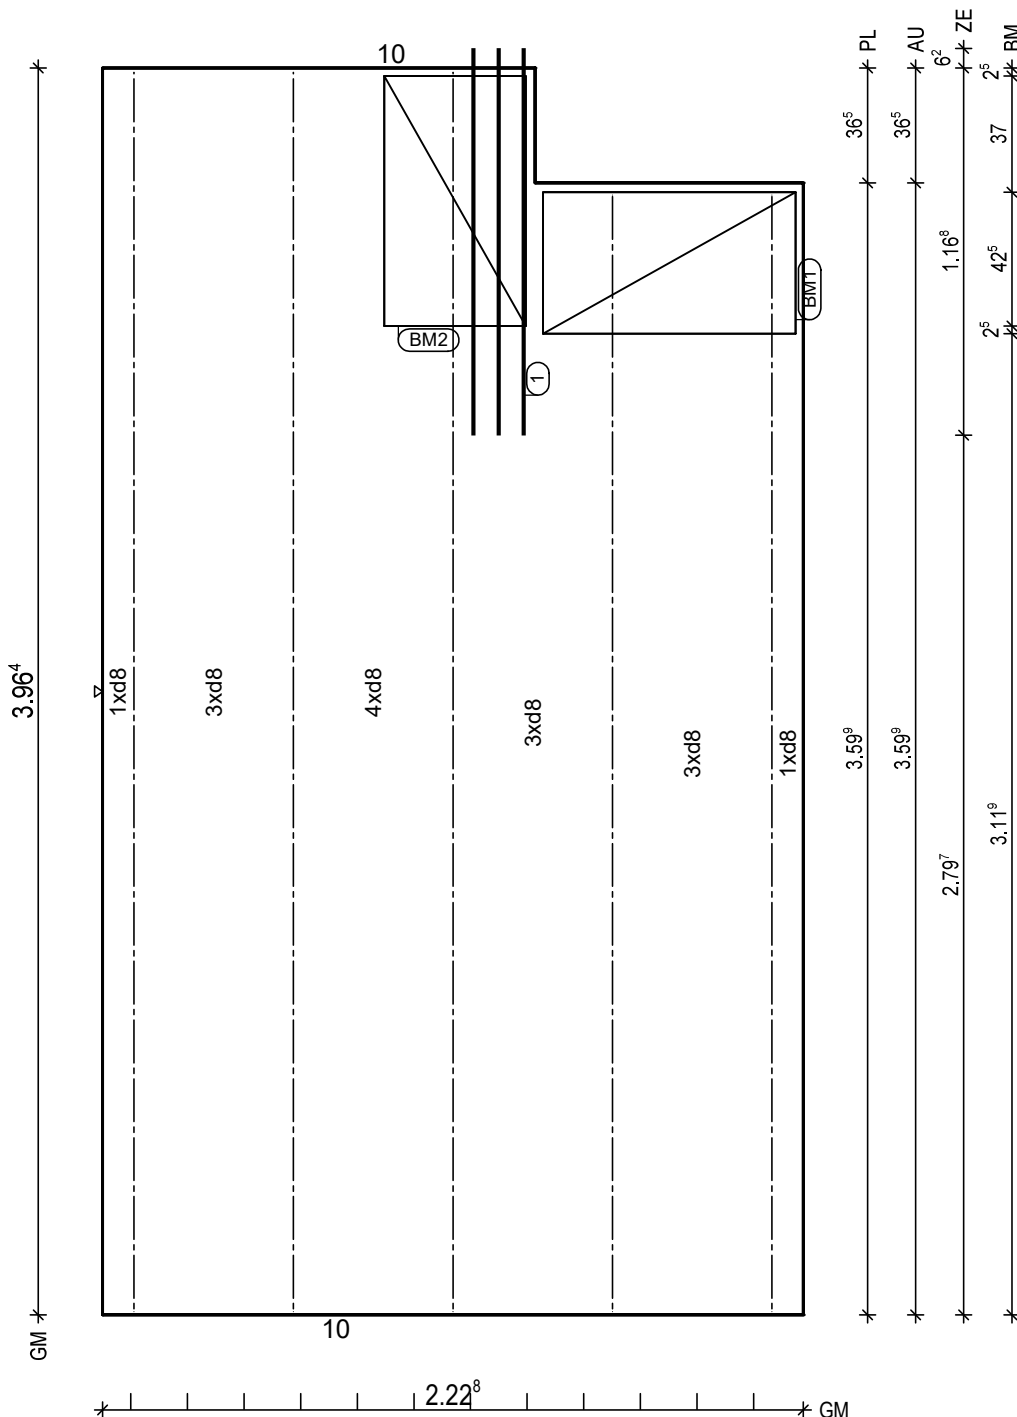 10
PL
AU
ZE
BM
6²
2⁵
36⁵
36⁵
37
1.16⁸
42⁵
2⁵
BM1
BM2
1
3.96⁴
1xd8
3xd8
4xd8
3xd8
3xd8
1xd8
3.59⁹
3.59⁹
2.79⁷
3.11⁹
10
GM
2.22⁸
GM